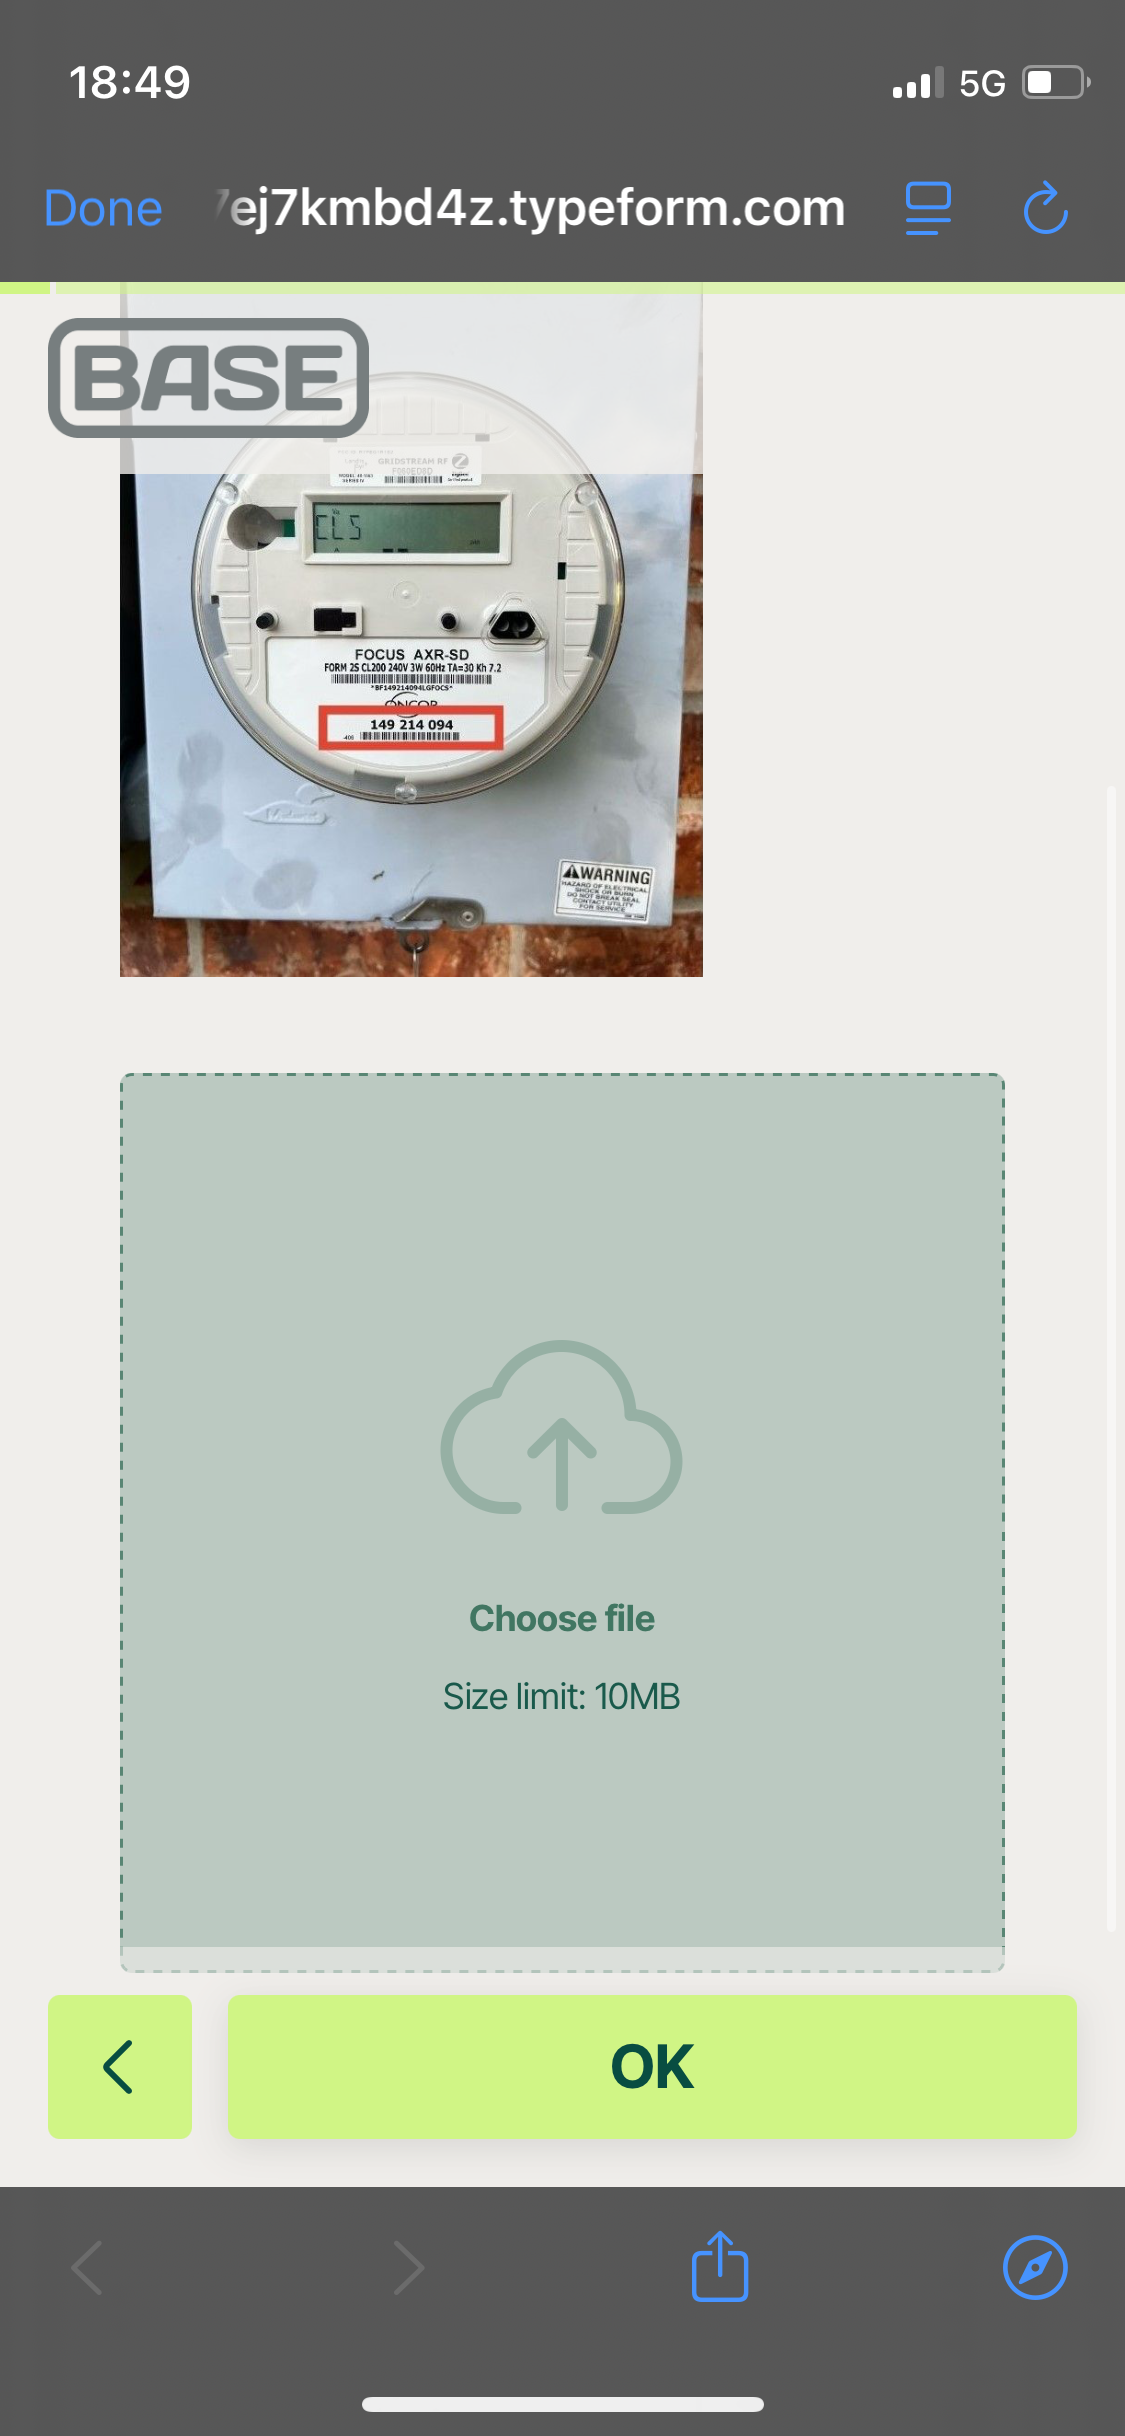 18:49
5G
Done
ej7kmbd4z.typeform.com
BASE
GRIDSTREAM RF
F060ED8D
CLS
FOCUS AXR-SD
FORM 2S CL200 240V 3W 60Hz TA=30 Kh 7.2
*BF149214094LGFOCS*
ONCOR
149 214 094
WARNING
HAZARD OF ELECTRICAL
SHOCK OR BURN
DO NOT BREAK SEAL
CONTACT UTILITY
FOR SERVICE
Choose file
Size limit: 10MB
OK